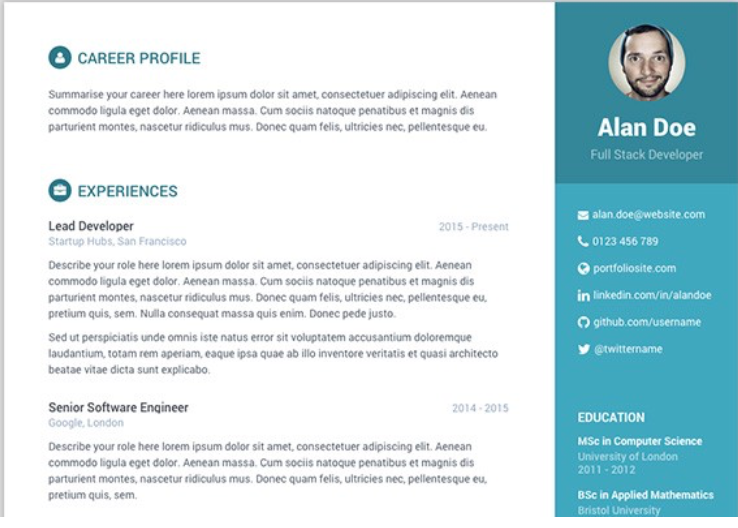 CAREER PROFILE
Summarise your career here lorem ipsum dolor sit amet, consectetuer adipiscing elit. Aenean
commodo ligula eget dolor. Aenean massa. Cum sociis natoque penatibus et magnis dis
parturient montes, nascetur ridiculus mus. Donec quam felis, ultricies nec, pellentesque eu.
EXPERIENCES
Lead Developer 2015 - Present
Startup Hubs, San Francisco
Describe your role here lorem ipsum dolor sit amet, consectetuer adipiscing elit. Aenean
commodo ligula eget dolor. Aenean massa. Cum sociis natoque penatibus et magnis dis
parturient montes, nascetur ridiculus mus. Donec quam felis, ultricies nec, pellentesque eu,
pretium quis, sem. Nulla consequat massa quis enim. Donec pede justo.
Sed ut perspiciatis unde omnis iste natus error sit voluptatem accusantium doloremque
laudantium, totam rem aperiam, eaque ipsa quae ab illo inventore veritatis et quasi architecto
beatae vitae dicta sunt explicabo.
Senior Software Engineer 2014 - 2015
Google, London
Describe your role here lorem ipsum dolor sit amet, consectetuer adipiscing elit. Aenean
commodo ligula eget dolor. Aenean massa. Cum sociis natoque penatibus et magnis dis
parturient montes, nascetur ridiculus mus. Donec quam felis, ultricies nec, pellentesque eu,
pretium quis, sem.
Alan Doe
Full Stack Developer
alan.doe@website.com
0123 456 789
portfoliosite.com
linkedin.com/in/alandoe
github.com/username
@twittername
EDUCATION
MSc in Computer Science
University of London
2011 - 2012
BSc in Applied Mathematics
Bristol University